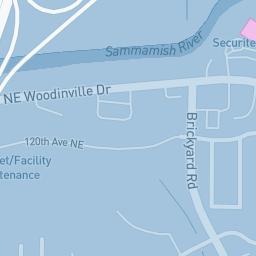 Sammamish River
Securite
NE Woodinville Dr
120th Ave NE
Brickyard Rd
et/Facility
tenance